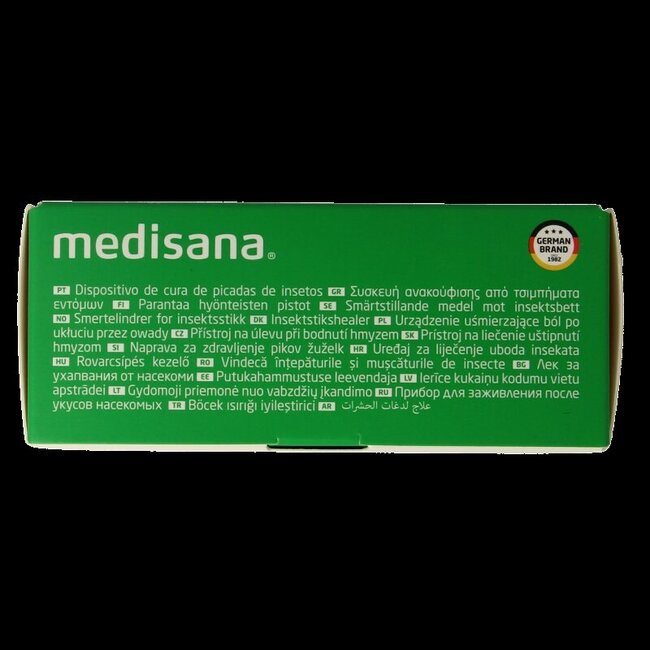 medisana®
GERMAN
BRAND
SINCE
1982
PT Dispositivo de cura de picadas de insetos GR Συσκευή ανακούφισης από τσιμπήματα
εντόμων FI Parantaa hyönteisten pistot SE Smärtstillande medel mot insektsbett
NO Smertelindrer for insektsstikk DK Insektstikshealer PL Urządzenie uśmierzające ból po
ukłuciu przez owady CZ Přístroj na úlevu při bodnutí hmyzem SK Prístroj na liečenie uštipnutí
hmyzom SI Naprava za zdravljenje pikov žuželk HR Uređaj za liječenje uboda insekata
HU Rovarcsípés kezelő RO Vindecă înțepăturile și mușcăturile de insecte BG Лек за
ухапвания от насекоми EE Putukahammustuse leevendaja LV Ierīce kukaiņu kodumu vietu
apstrādei LT Gydomoji priemonė nuo vabzdžių įkandimo RU Прибор для заживления после
укусов насекомых TR Böcek ısırığı iyileştirici AR علاج لدغات الحشرات